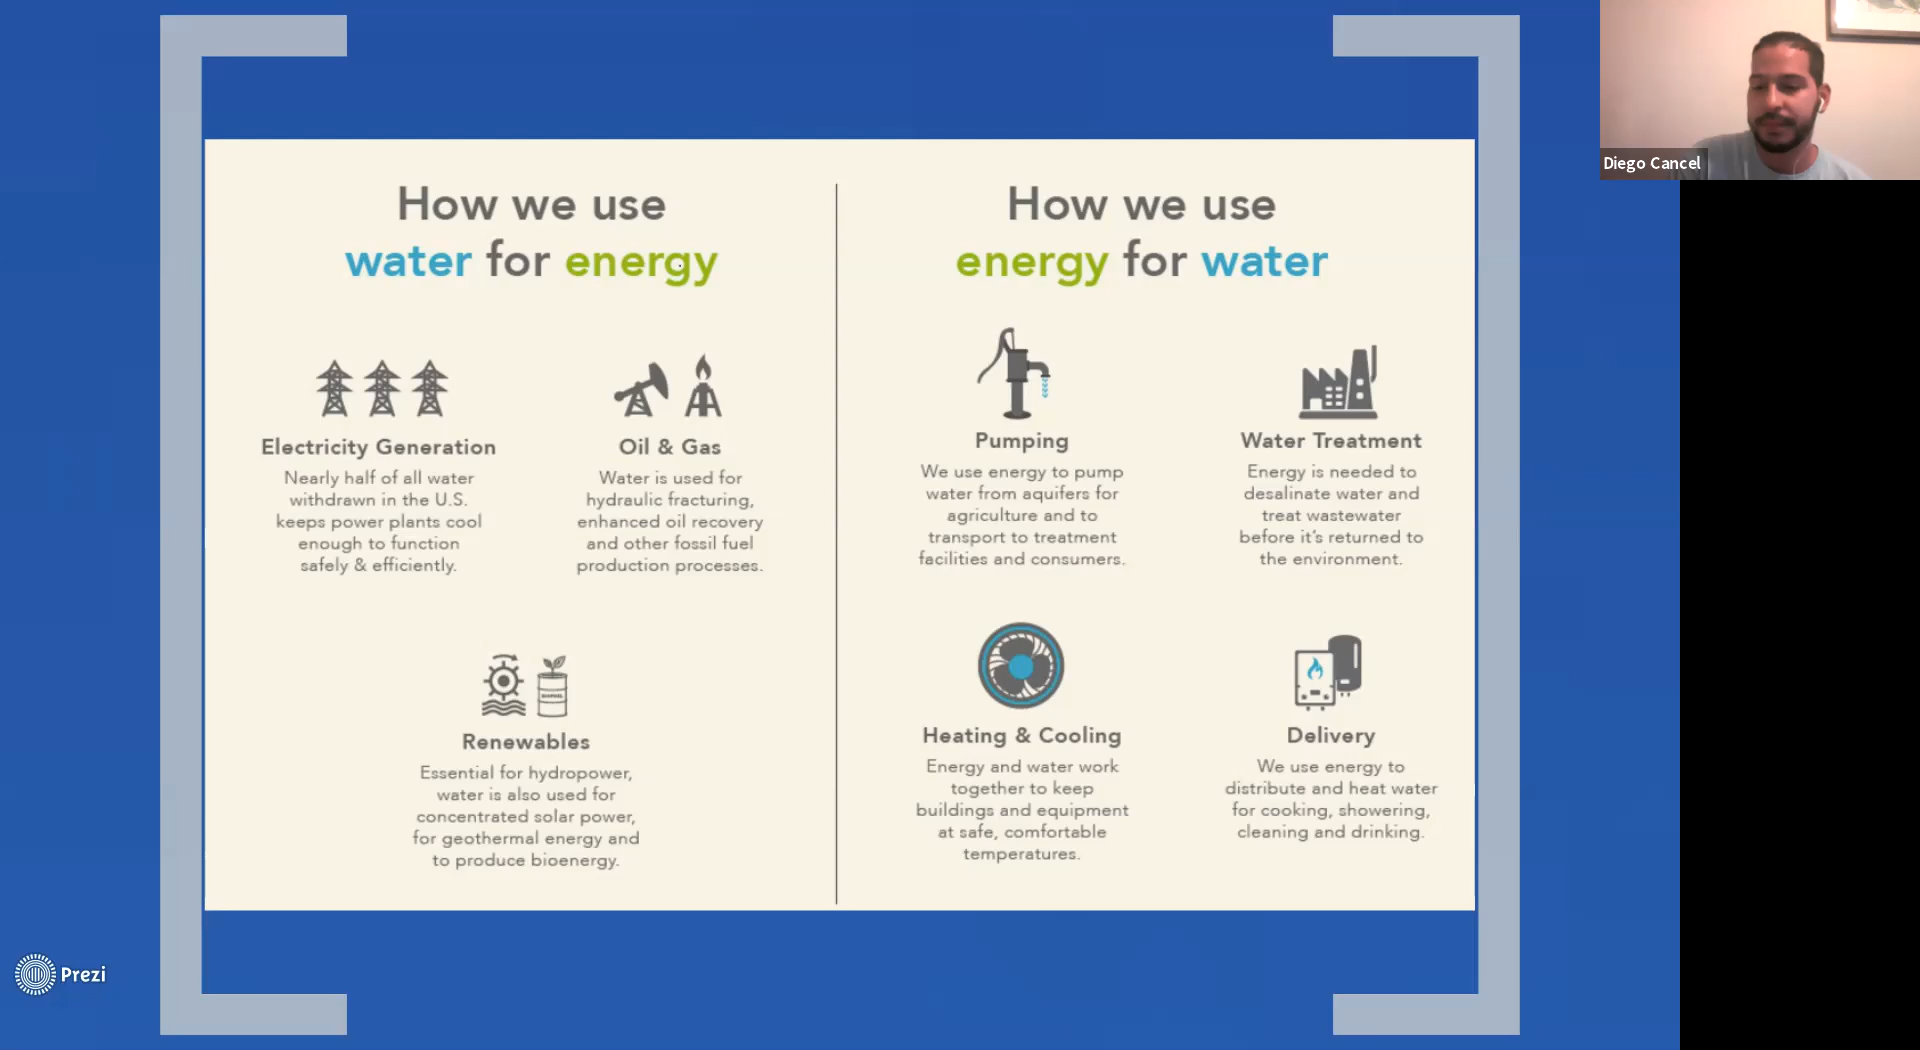 How we use
water for energy
Electricity Generation
Nearly half of all water
withdrawn in the U.S.
keeps power plants cool
enough to function
safely & efficiently.
Oil & Gas
Water is used for
hydraulic fracturing,
enhanced oil recovery
and other fossil fuel
production processes.
Renewables
Essential for hydropower,
water is also used for
concentrated solar power,
for geothermal energy and
to produce bioenergy.
How we use
energy for water
Pumping
We use energy to pump
water from aquifers for
agriculture and to
transport to treatment
facilities and consumers.
Water Treatment
Energy is needed to
desalinate water and
treat wastewater
before it's returned to
the environment.
Heating & Cooling
Energy and water work
together to keep
buildings and equipment
at safe, comfortable
temperatures.
Delivery
We use energy to
distribute and heat water
for cooking, showering,
cleaning and drinking.
Diego Cancel
Prezi